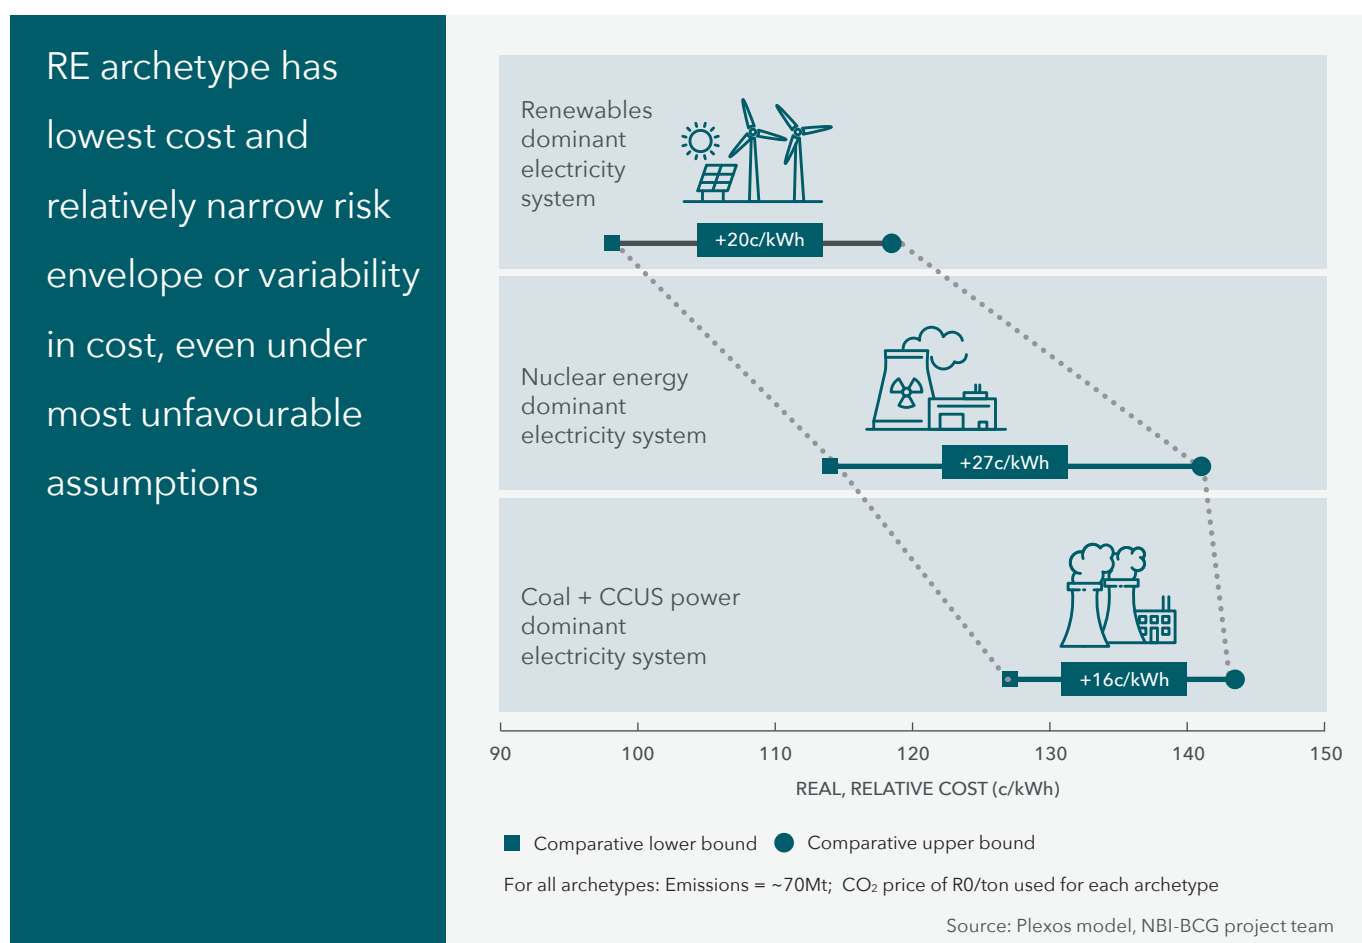 RE archetype has
lowest cost and
relatively narrow risk
envelope or variability
in cost, even under
most unfavourable
assumptions
Renewables
dominant
electricity
system
+20c/kWh
Nuclear energy
dominant
electricity system
+27c/kWh
Coal + CCUS power
dominant
electricity system
+16c/kWh
90 100 110 120 130 140 150
REAL, RELATIVE COST (c/kWh)
Comparative lower bound Comparative upper bound
For all archetypes: Emissions = ~70Mt; CO₂ price of R0/ton used for each archetype
Source: Plexos model, NBI-BCG project team